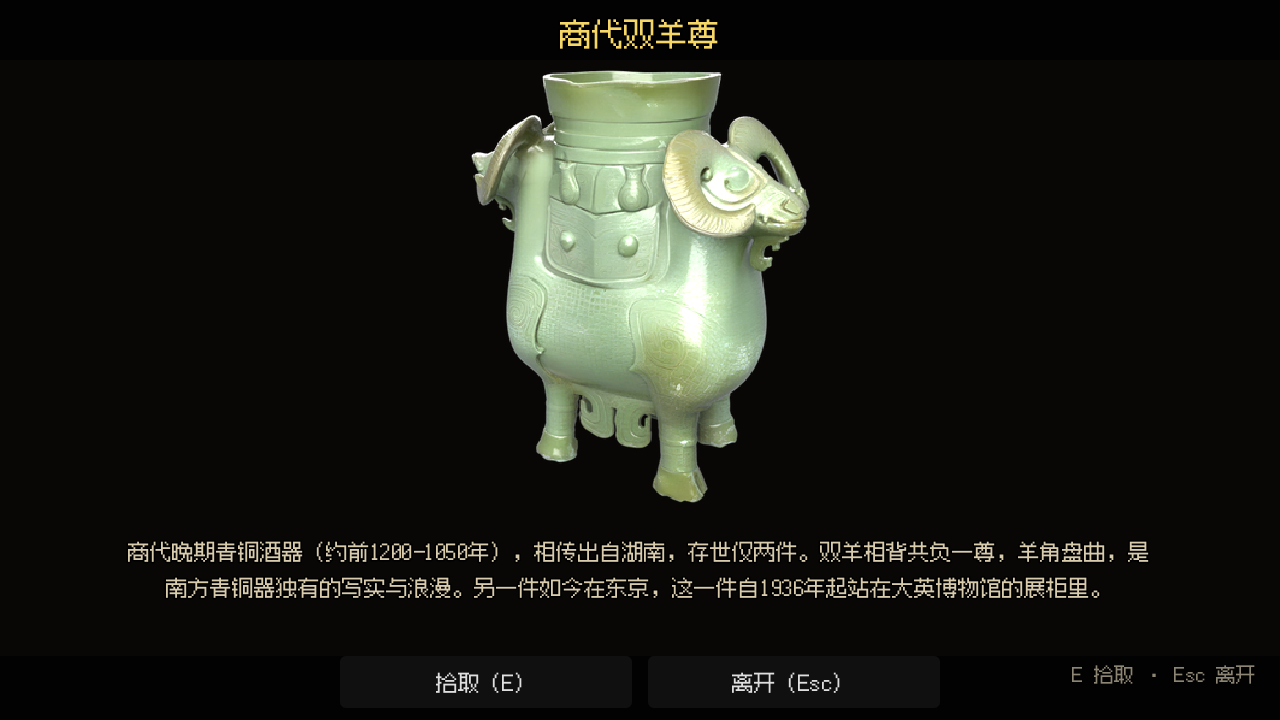 商代双羊尊
商代晚期青铜酒器（约前1200-1050年），相传出自湖南，存世仅两件。双羊相背共负一尊，羊角盘曲，是
南方青铜器独有的写实与浪漫。另一件如今在东京，这一件自1936年起站在大英博物馆的展柜里。
拾取（E）
离开（Esc）
E 拾取 · Esc 离开